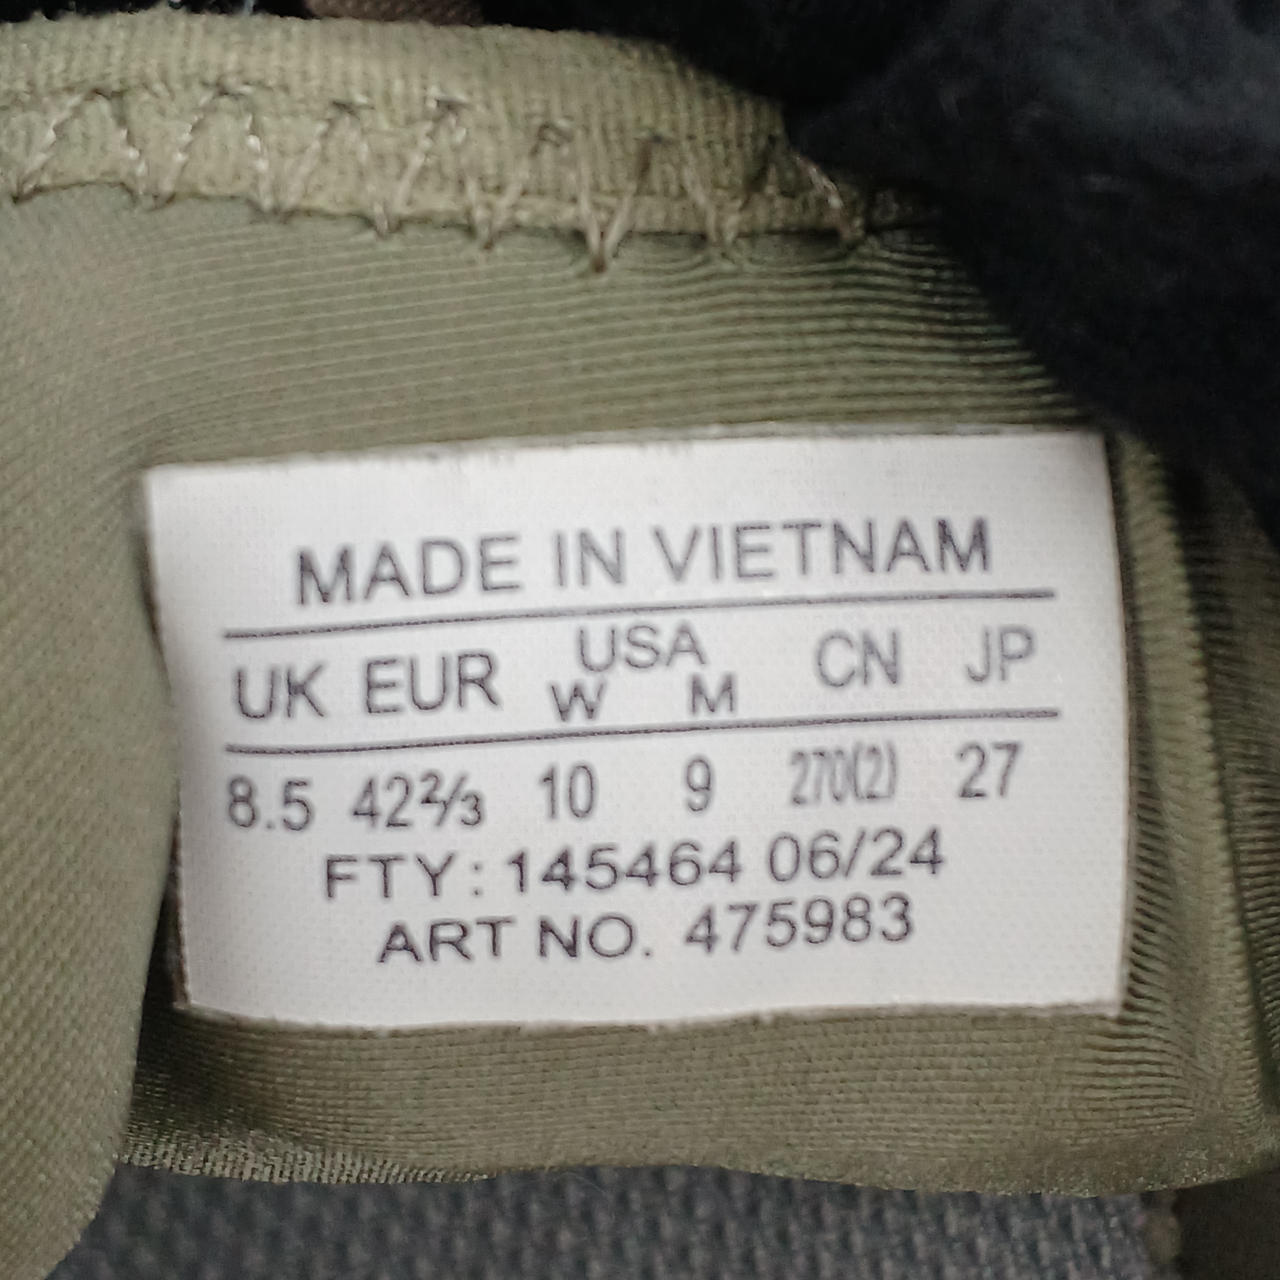 MADE IN VIETNAM
UK EUR USA CN JP
W M
8.5 42⅔ 10 9 270(2) 27
FTY: 145464 06/24
ART NO. 475983